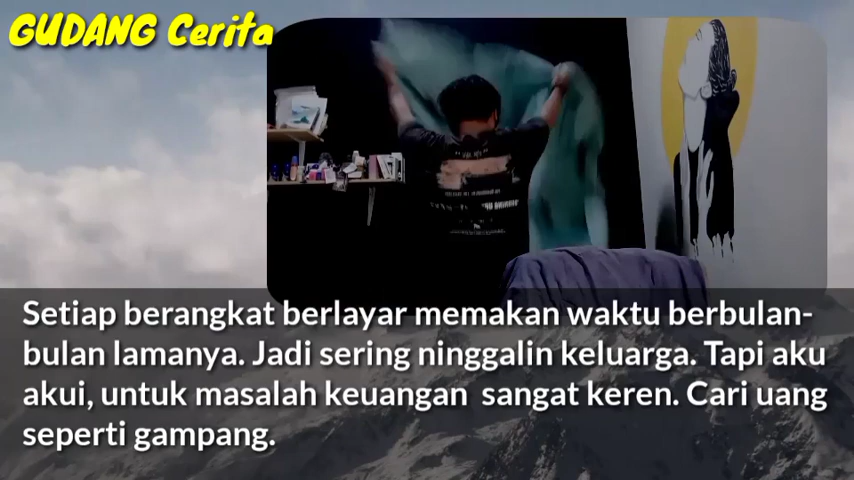 GUDANG Cerita
Setiap berangkat berlayar memakan waktu berbulan-
bulan lamanya. Jadi sering ninggalin keluarga. Tapi aku
akui, untuk masalah keuangan sangat keren. Cari uang
seperti gampang.